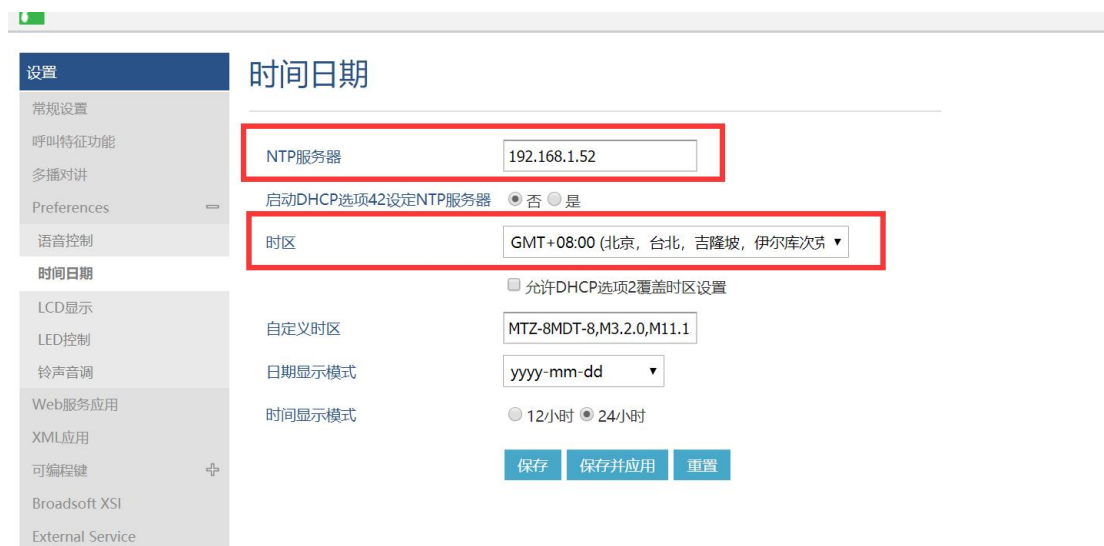 设置
常规设置
呼叫特征功能
多播对讲
Preferences
语音控制
时间日期
LCD显示
LED控制
铃声音调
Web服务应用
XML应用
可编程键
Broadsoft XSI
External Service
时间日期
NTP服务器 192.168.1.52
启动DHCP选项42设定NTP服务器 否 是
时区 GMT+08:00 (北京，台北，吉隆坡，伊尔库次克
允许DHCP选项2覆盖时区设置
自定义时区 MTZ-8MDT-8,M3.2.0,M11.1
日期显示模式 yyyy-mm-dd
时间显示模式 12小时 24小时
保存 保存并应用 重置